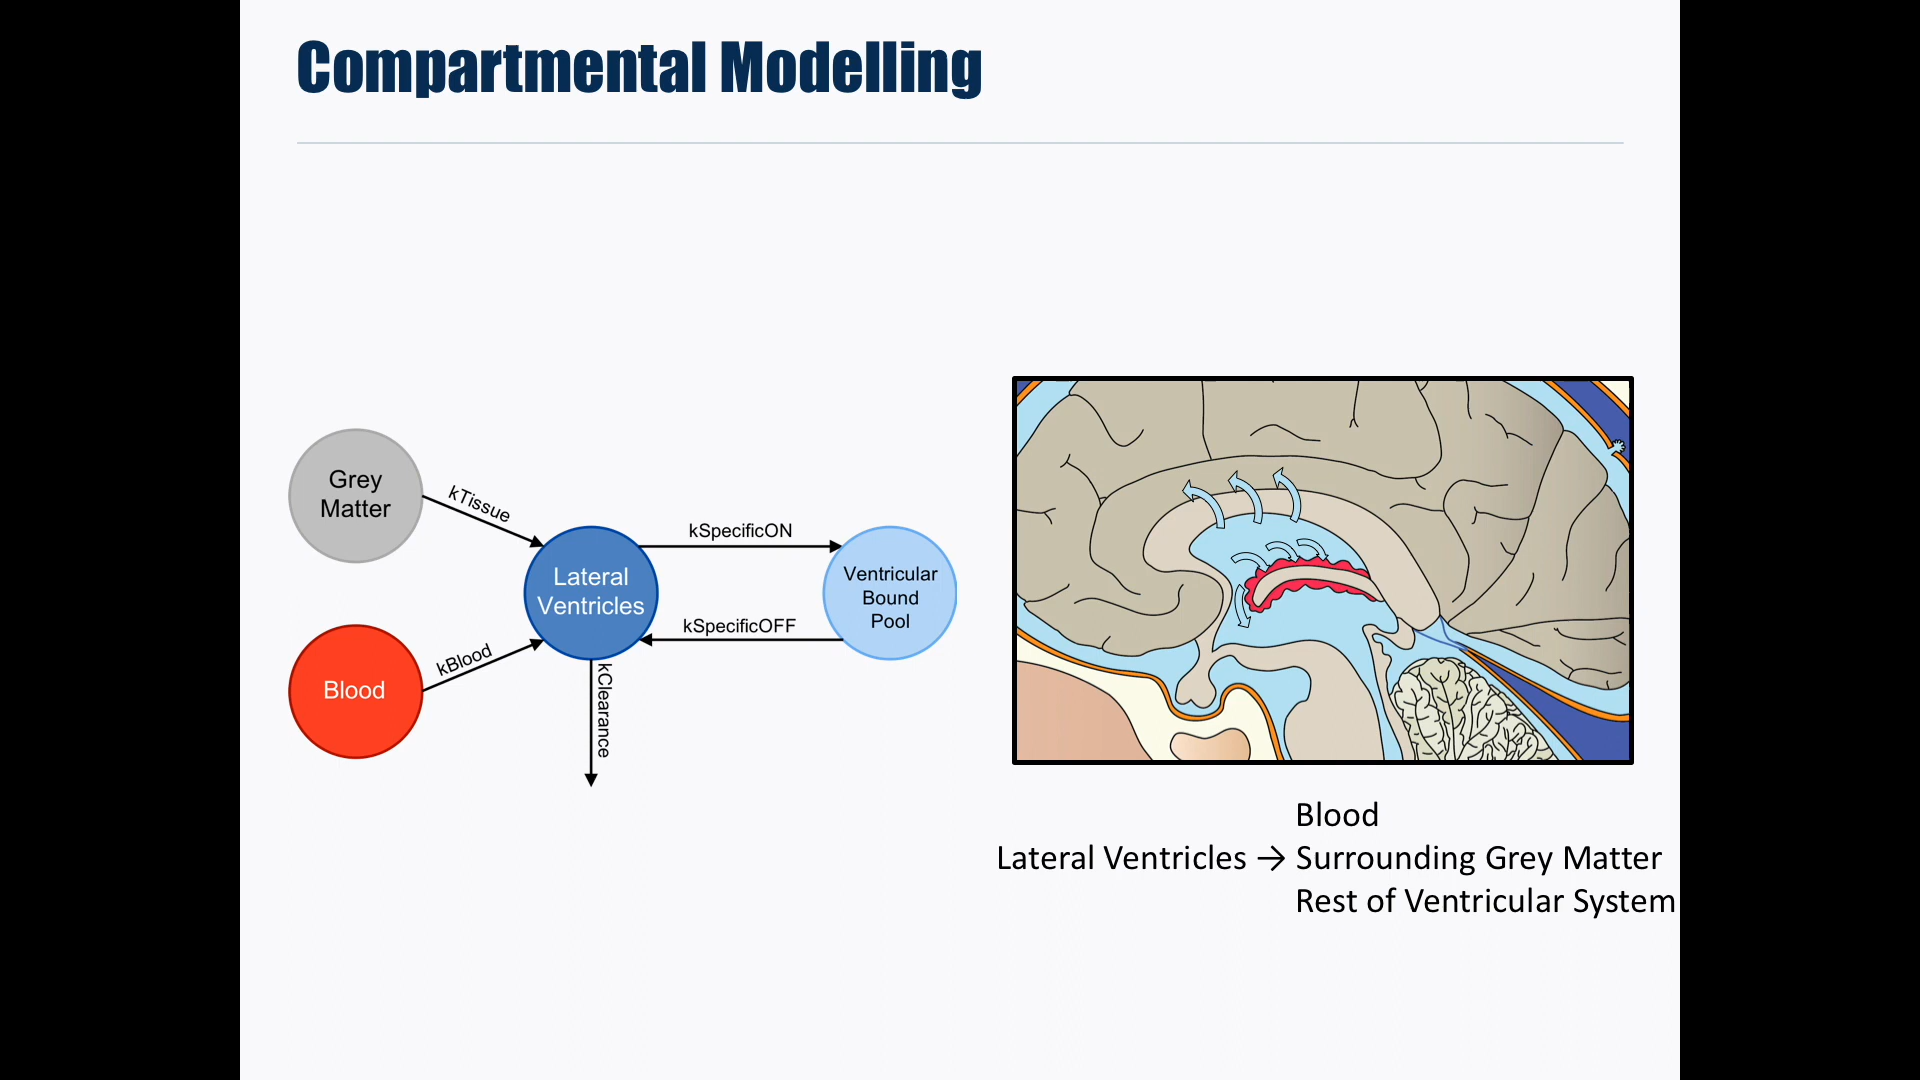 Compartmental Modelling
Grey
Matter
kTissue
Blood
kBlood
Lateral
Ventricles
kSpecificON
kSpecificOFF
kClearance
Ventricular
Bound
Pool
Blood
Lateral Ventricles → Surrounding Grey Matter
Rest of Ventricular System